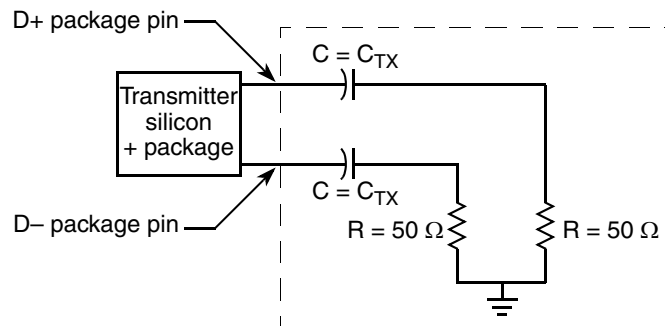 D+ package pin
C = CTX
Transmitter
silicon
+ package
C = CTX
D– package pin
R = 50 Ω
R = 50 Ω